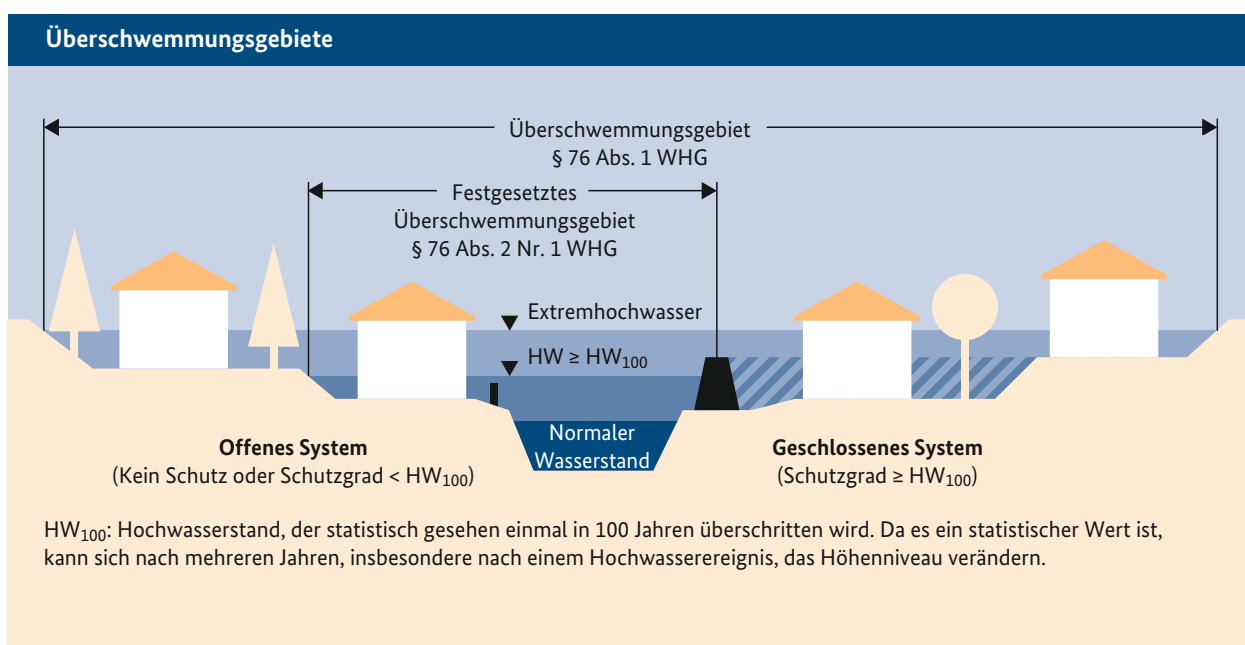 Überschwemmungsgebiete
Überschwemmungsgebiet
§ 76 Abs. 1 WHG
Festgesetztes
Überschwemmungsgebiet
§ 76 Abs. 2 Nr. 1 WHG
Extremhochwasser
HW ≥ HW₁₀₀
Normaler
Wasserstand
Offenes System
(Kein Schutz oder Schutzgrad < HW₁₀₀)
Geschlossenes System
(Schutzgrad ≥ HW₁₀₀)
HW₁₀₀: Hochwasserstand, der statistisch gesehen einmal in 100 Jahren überschritten wird. Da es ein statistischer Wert ist,
kann sich nach mehreren Jahren, insbesondere nach einem Hochwasserereignis, das Höhenniveau verändern.